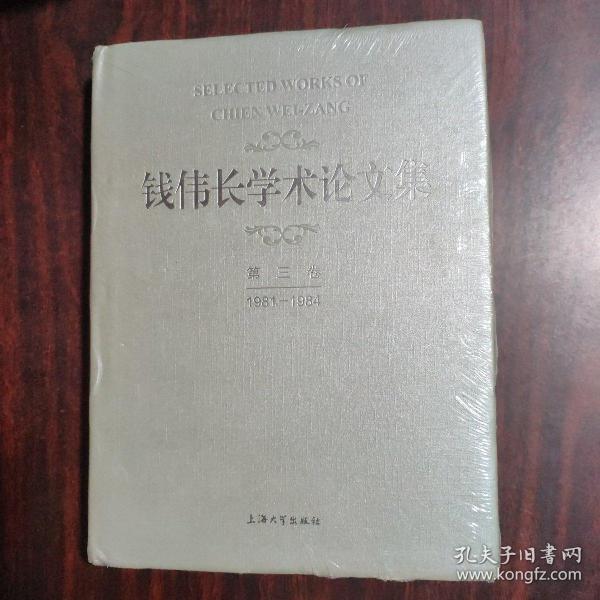 SELECTED WORKS OF
CHIEN WEI-ZANG
钱伟长学术论文集
第三卷
1981-1984
上海大学出版社
孔夫子旧书网
www.kongfz.com